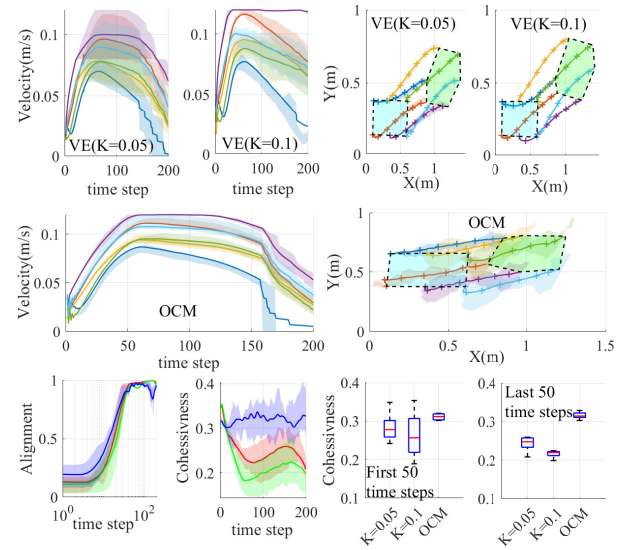 0.1
0.05
0
Velocity(m/s)
VE(K=0.05)
0 100 200
time step
0.1
0.05
0
VE(K=0.1)
0 100 200
time step
1
0.5
0
Y(m)
VE(K=0.05)
0 0.5 1
X(m)
1
0.5
0
VE(K=0.1)
0 0.5 1
X(m)
0.1
0.05
0
Velocity(m/s)
OCM
0 50 100 150 200
time step
1
0.5
0
Y(m)
OCM
0 0.5 1 1.5
X(m)
1
0.5
0
Alignment
10^0 10^2
time step
0.4
0.3
0.2
Cohessivness
0 100 200
time step
0.4
0.3
0.2
0.1
Cohessivness
First 50
time steps
K=0.05
K=0.1
OCM
0.4
0.3
0.2
0.1
Last 50
time steps
K=0.05
K=0.1
OCM